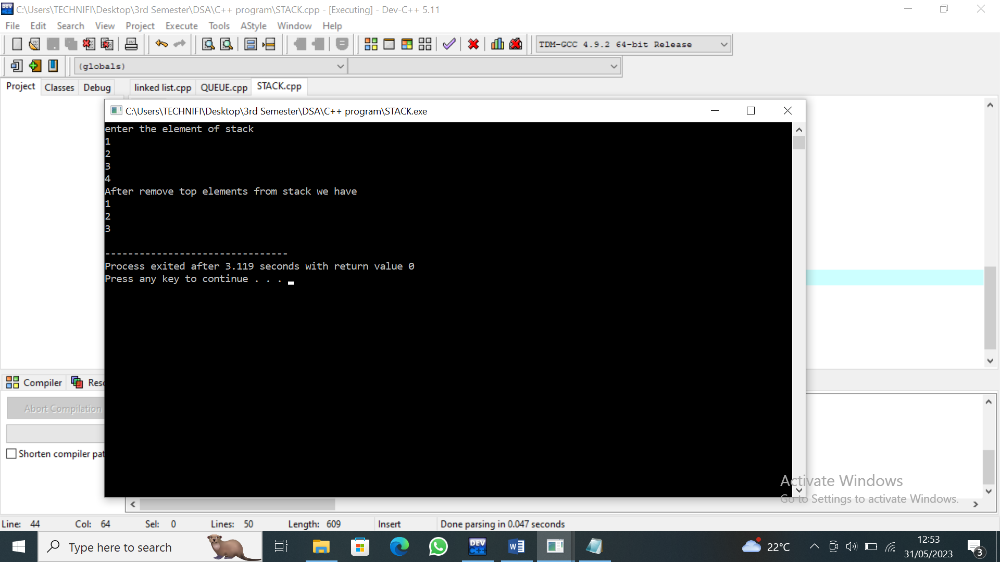 C:\Users\TECHNIFI\Desktop\3rd Semester\DSA\C++ program\STACK.cpp - [Executing] - Dev-C++ 5.11
File Edit Search View Project Execute Tools AStyle Window Help
TDM-GCC 4.9.2 64-bit Release
(globals)
Project Classes Debug linked list.cpp QUEUE.cpp STACK.cpp
C:\Users\TECHNIFI\Desktop\3rd Semester\DSA\C++ program\STACK.exe
enter the element of stack
1
2
3
4
After remove top elements from stack we have
1
2
3
--------------------------------
Process exited after 3.119 seconds with return value 0
Press any key to continue . . .
Compiler Reso
Abort Compilation
Shorten compiler pat
Activate Windows
Go to Settings to activate Windows.
Line: 44 Col: 64 Sel: 0 Lines: 50 Length: 609 Insert Done parsing in 0.047 seconds
Type here to search
DEV C++
W
22°C
12:53
31/05/2023
3